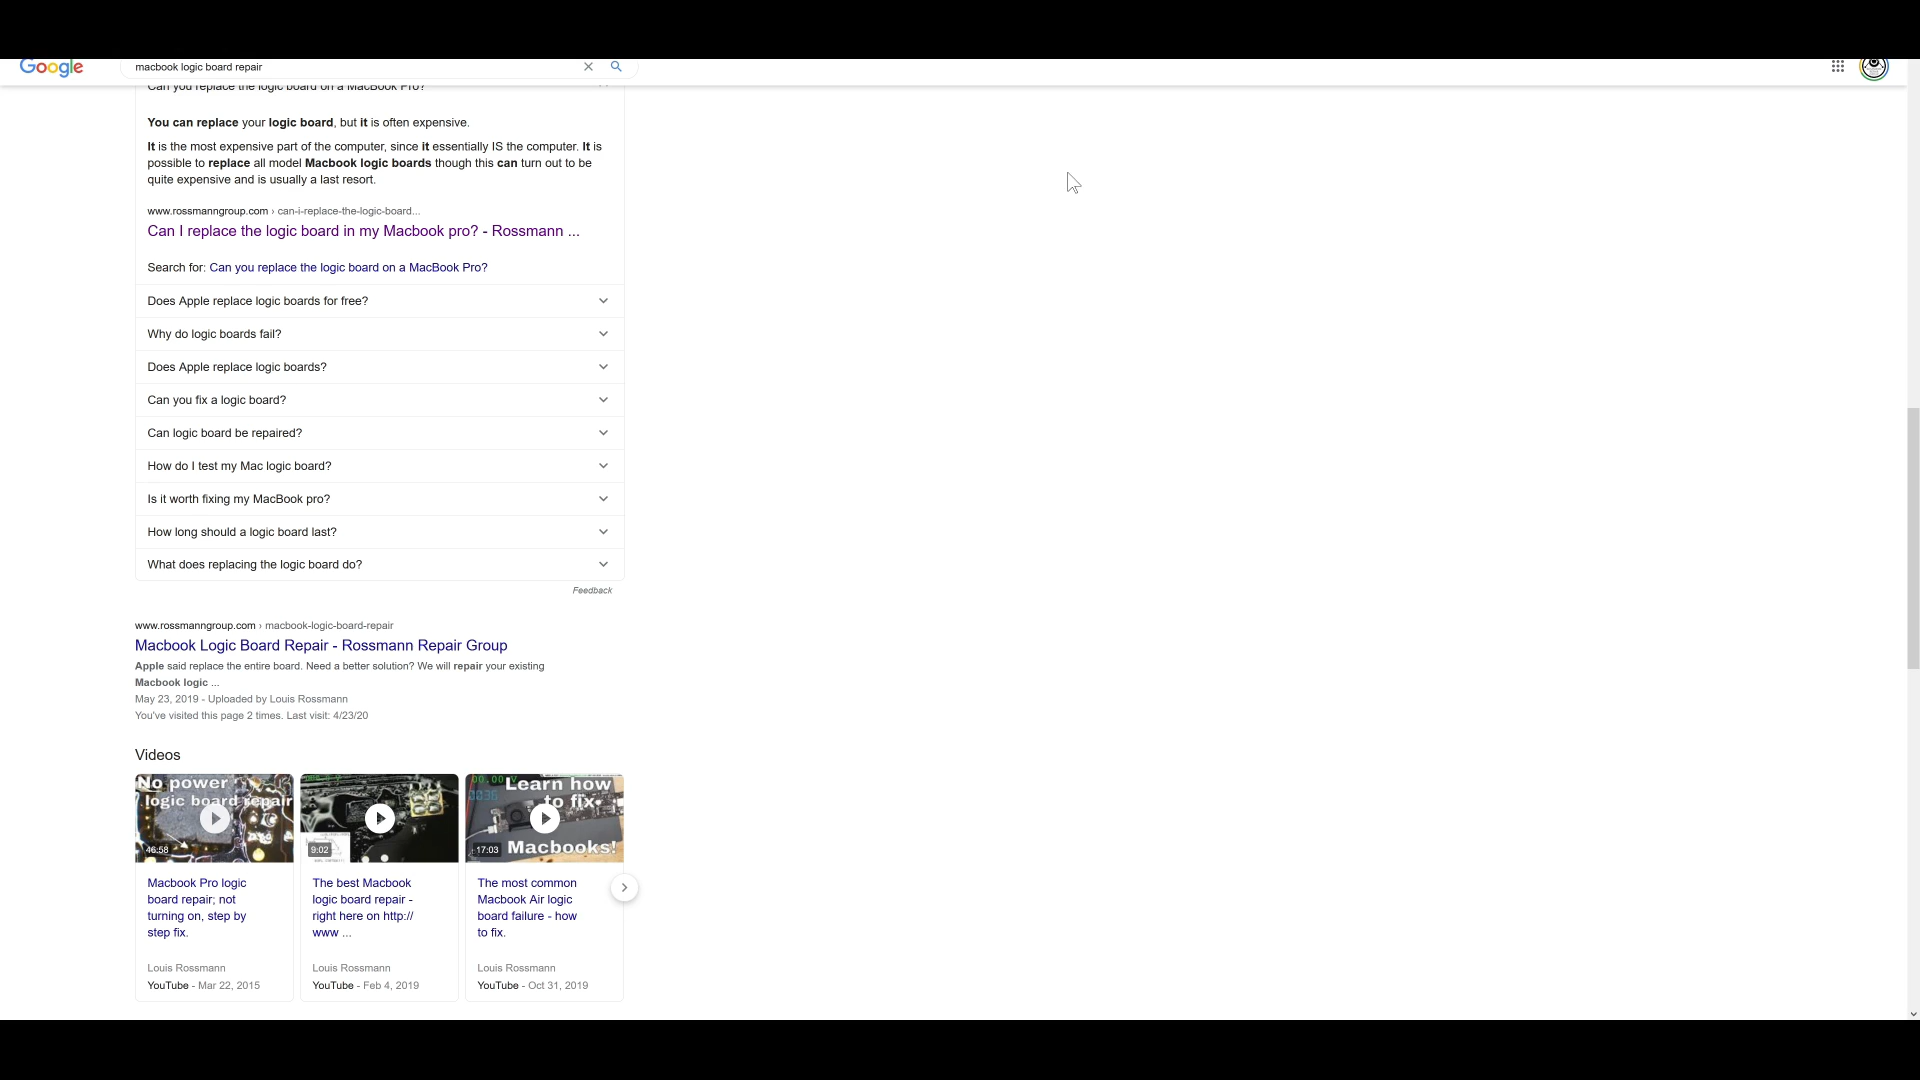 Google
macbook logic board repair
Can you replace the logic board on a MacBook Pro?
You can replace your logic board, but it is often expensive.
It is the most expensive part of the computer, since it essentially IS the computer. It is
possible to replace all model Macbook logic boards though this can turn out to be
quite expensive and is usually a last resort.
www.rossmanngroup.com › can-i-replace-the-logic-board...
Can I replace the logic board in my Macbook pro? - Rossmann ...
Search for: Can you replace the logic board on a MacBook Pro?
Does Apple replace logic boards for free?
Why do logic boards fail?
Does Apple replace logic boards?
Can you fix a logic board?
Can logic board be repaired?
How do I test my Mac logic board?
Is it worth fixing my MacBook pro?
How long should a logic board last?
What does replacing the logic board do?
Feedback
www.rossmanngroup.com › macbook-logic-board-repair
Macbook Logic Board Repair - Rossmann Repair Group
Apple said replace the entire board. Need a better solution? We will repair your existing
Macbook logic ...
May 23, 2019 - Uploaded by Louis Rossmann
You've visited this page 2 times. Last visit: 4/23/20
Videos
No power
logic board repair
46:58
Macbook Pro logic
board repair; not
turning on, step by
step fix.
Louis Rossmann
YouTube - Mar 22, 2015
9:02
The best Macbook
logic board repair -
right here on http://
www ...
Louis Rossmann
YouTube - Feb 4, 2019
00.00 V
0036
Learn how
to fix
Macbooks!
17:03
The most common
Macbook Air logic
board failure - how
to fix.
Louis Rossmann
YouTube - Oct 31, 2019